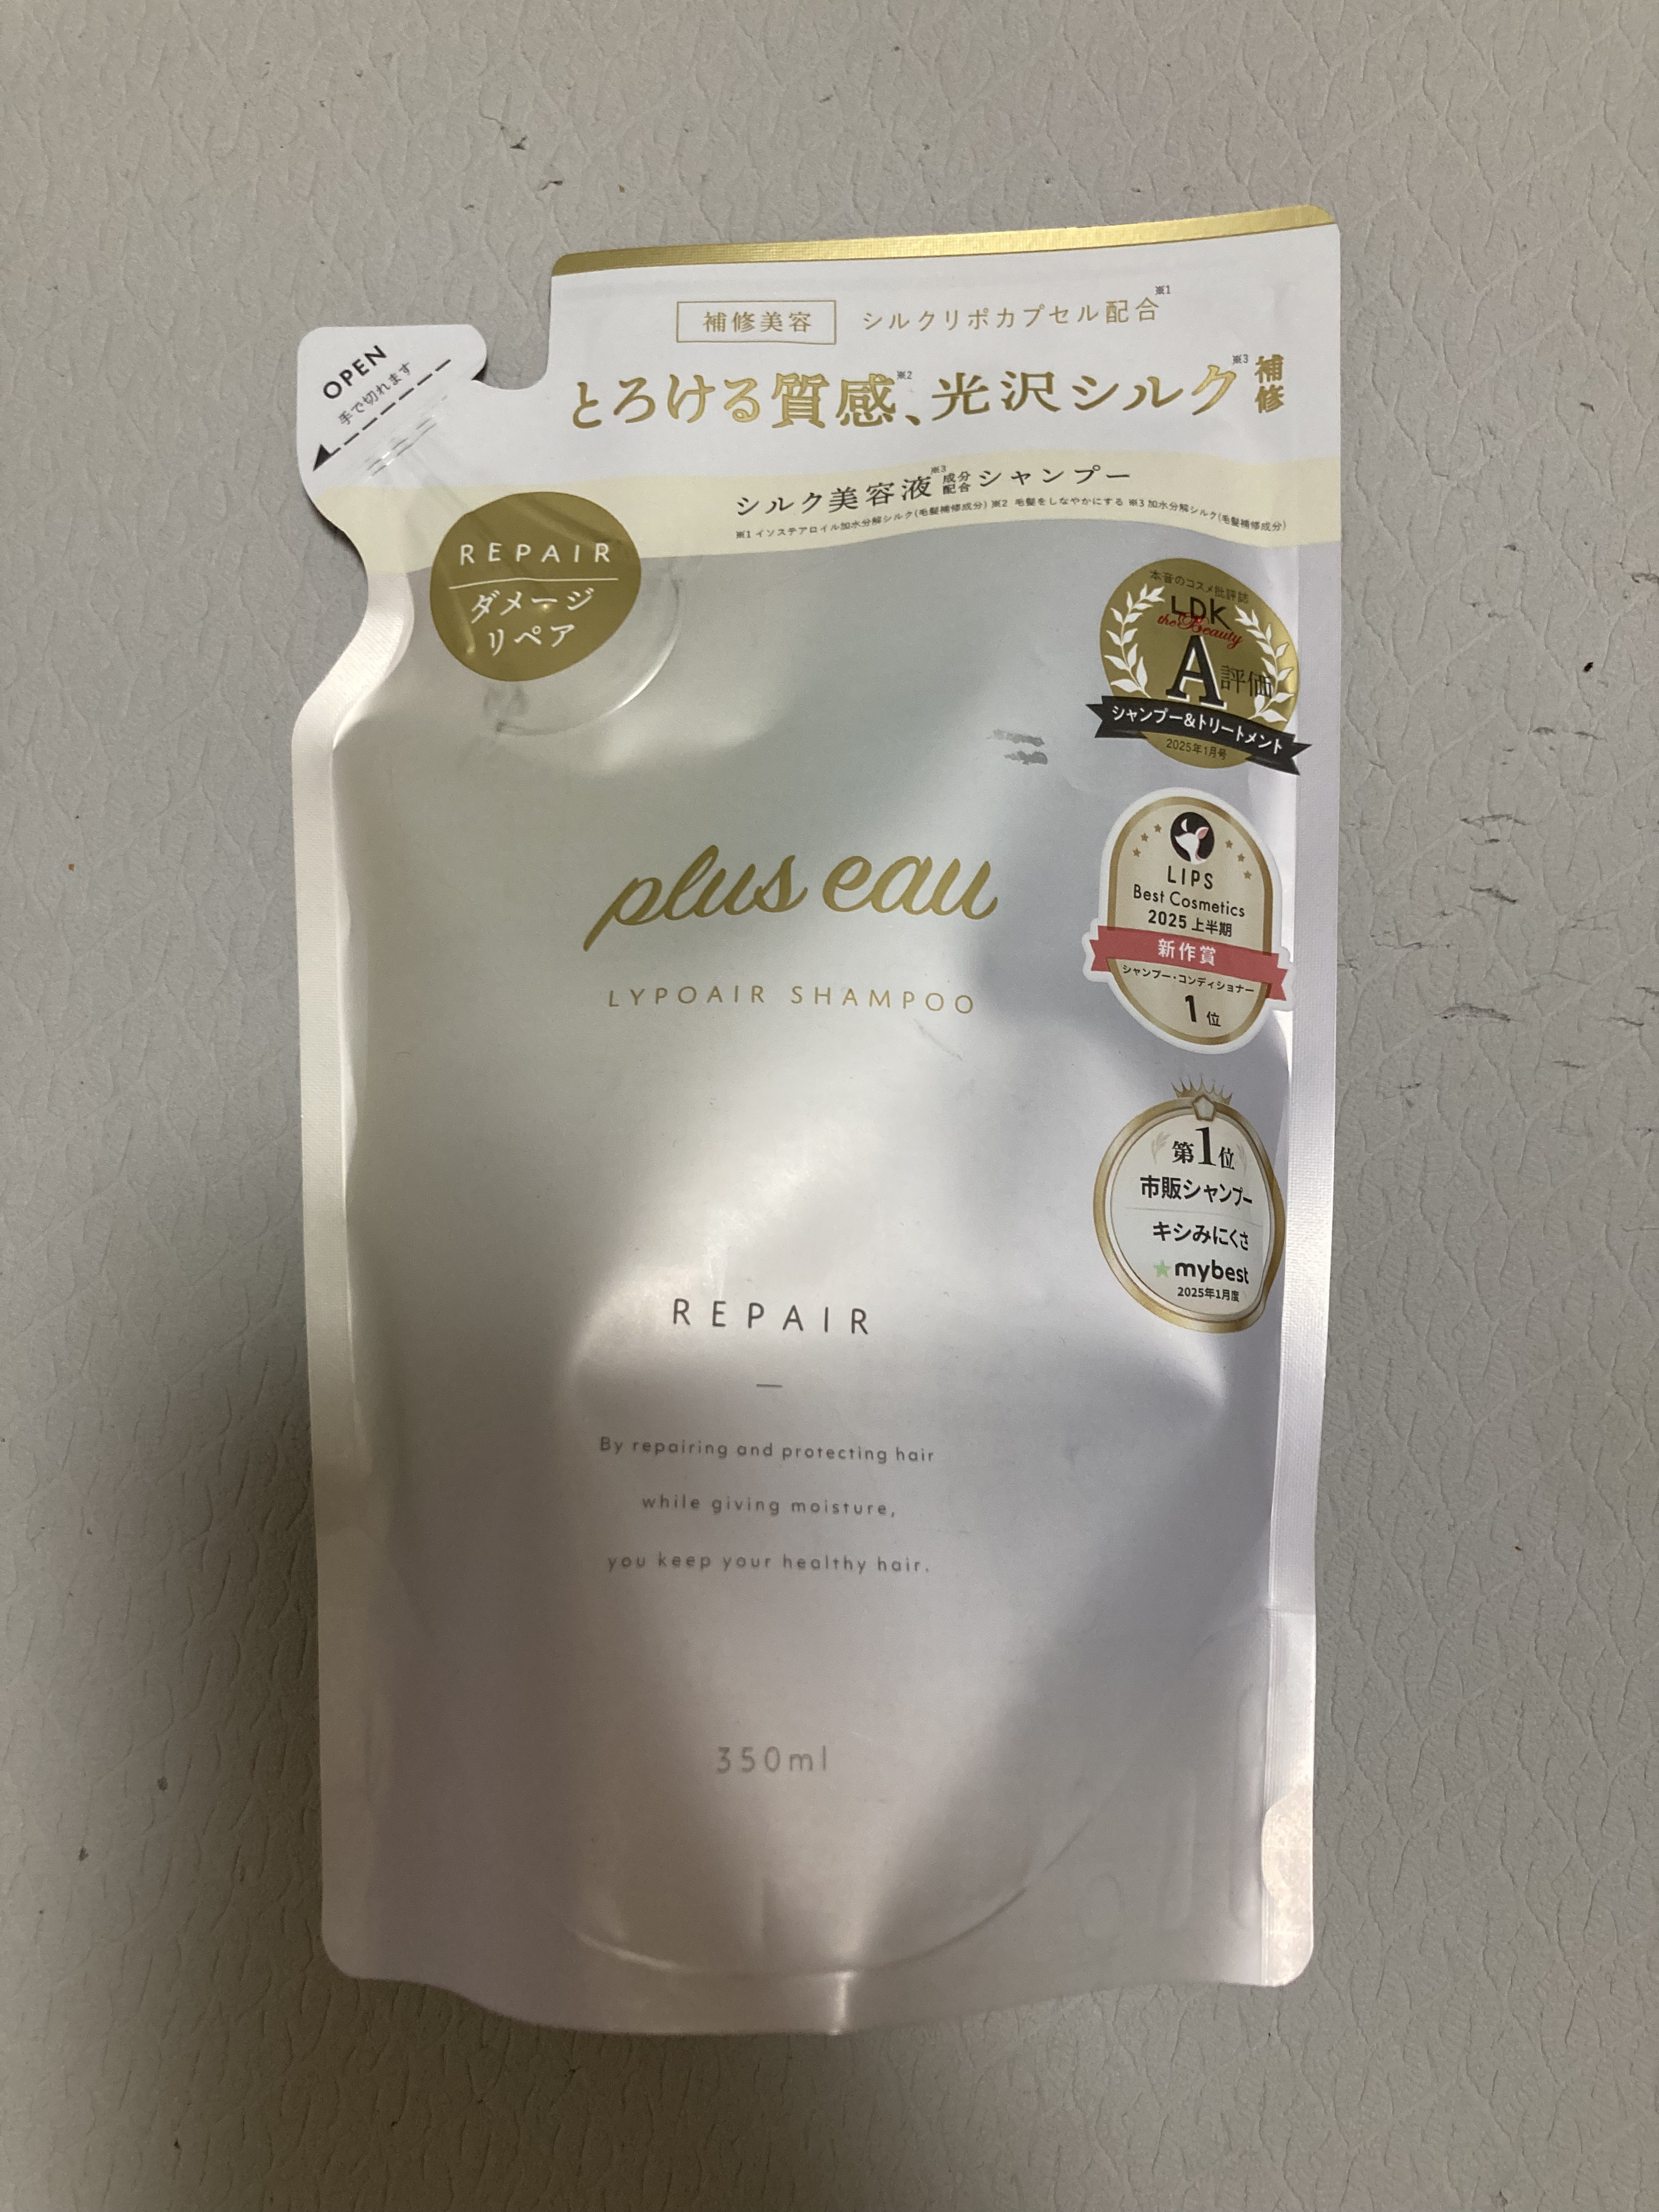 補修美容 シルクリポカプセル配合※1
とろける質感※2、光沢シルク※3補修
シルク美容液※3成分配合シャンプー
※1 イソステアロイル加水分解シルク(毛髪補修成分) ※2 毛髪をしなやかにする ※3 加水分解シルク(毛髪補修成分)
OPEN
手で切れます
REPAIR
ダメージ
リペア
本音のコスメ批評誌
LDK
the Beauty
A評価
シャンプー&トリートメント
2025年1月号
plus eau
LYPOAIR SHAMPOO
LIPS
Best Cosmetics
2025 上半期
新作賞
シャンプー・コンディショナー
1位
第1位
市販シャンプー
キシみにくさ
mybest
2025年1月度
REPAIR
By repairing and protecting hair
while giving moisture,
you keep your healthy hair.
350ml